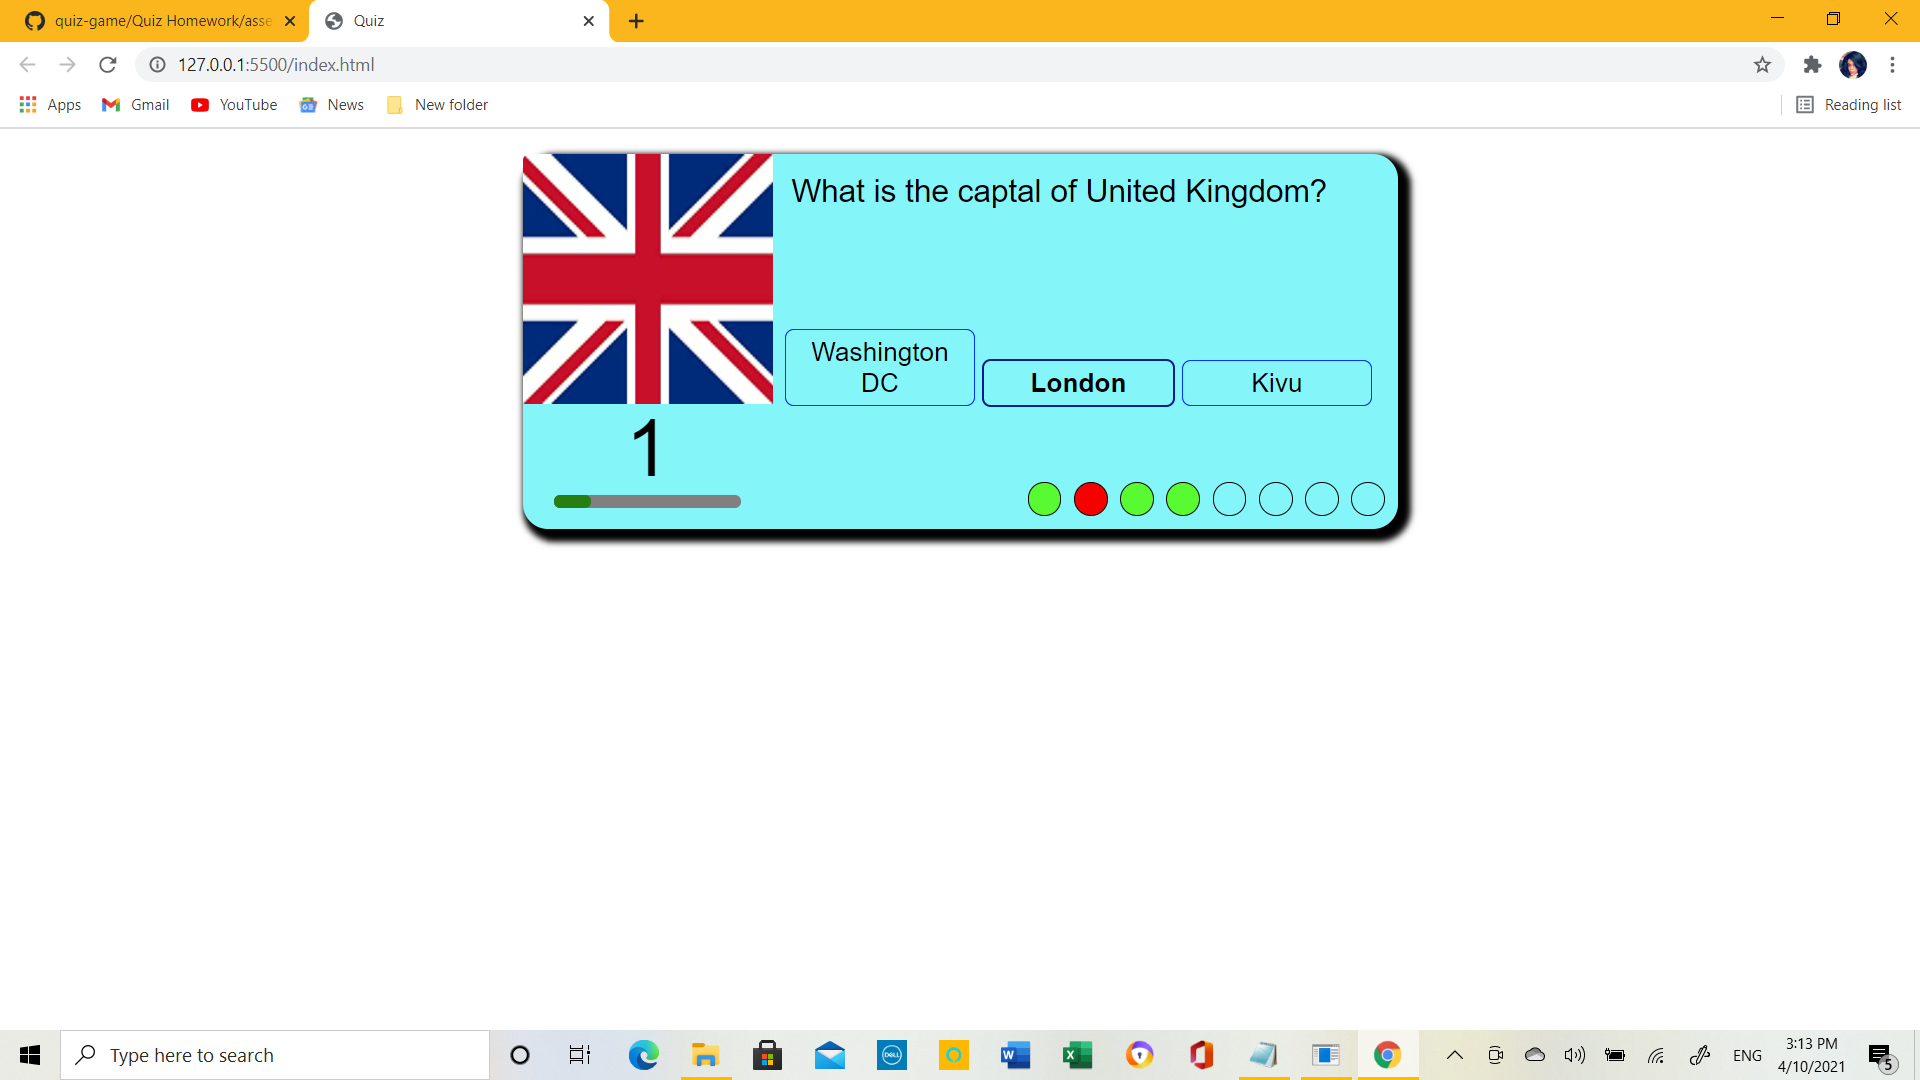 quiz-game/Quiz Homework/asse
Quiz
127.0.0.1:5500/index.html
Apps
Gmail
YouTube
News
New folder
Reading list
What is the captal of United Kingdom?
Washington
DC
London
Kivu
1
Type here to search
DELL
ENG
3:13 PM
4/10/2021
5